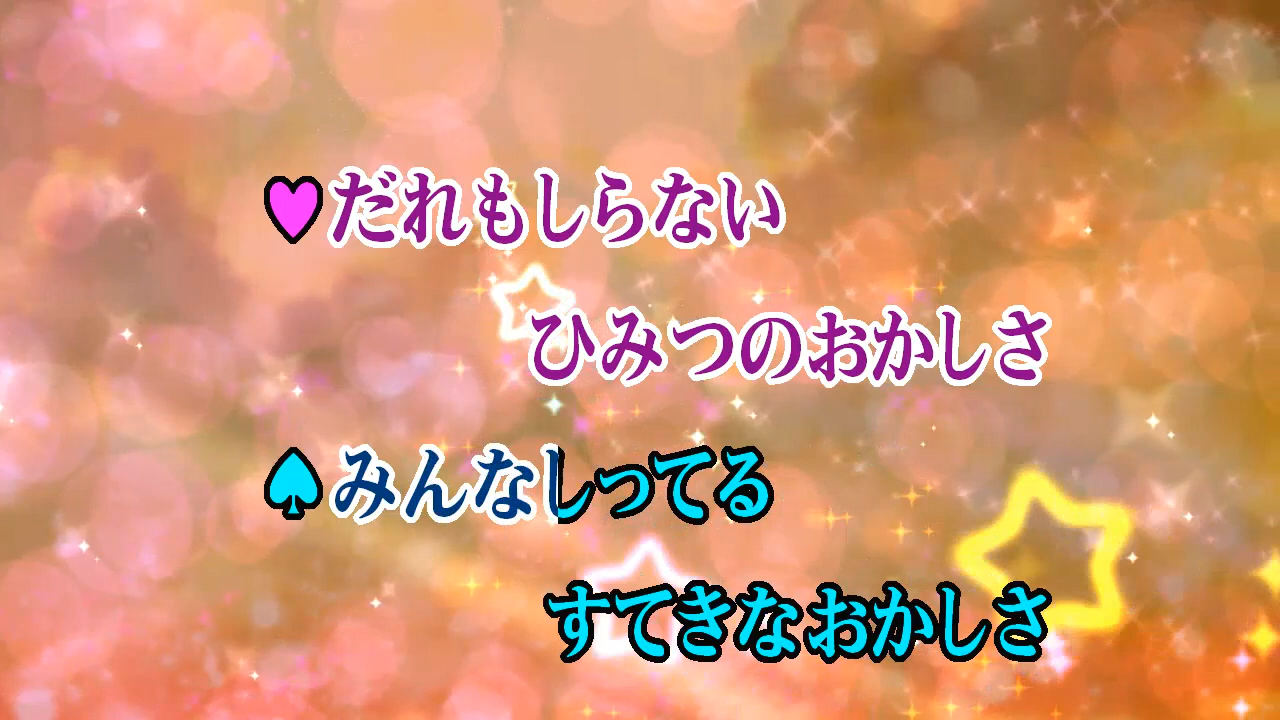 ♥だれもしらない
ひみつのおかしさ
♠みんなしってる
すてきなおかしさ